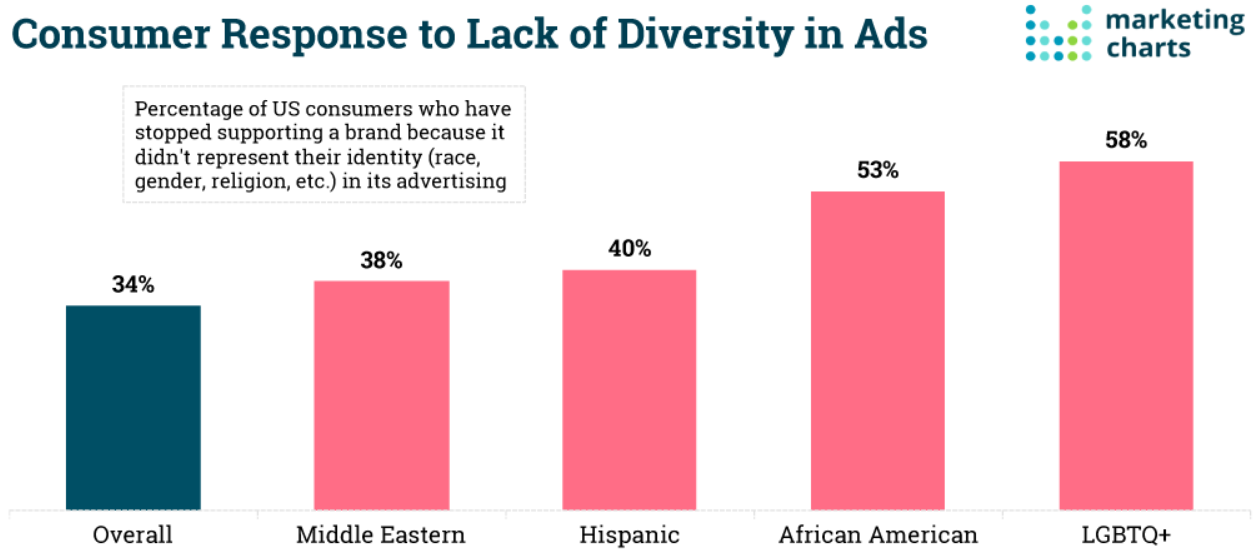 Consumer Response to Lack of Diversity in Ads
marketing
charts
Percentage of US consumers who have
stopped supporting a brand because it
didn't represent their identity (race,
gender, religion, etc.) in its advertising
34%
38%
40%
53%
58%
Overall
Middle Eastern
Hispanic
African American
LGBTQ+